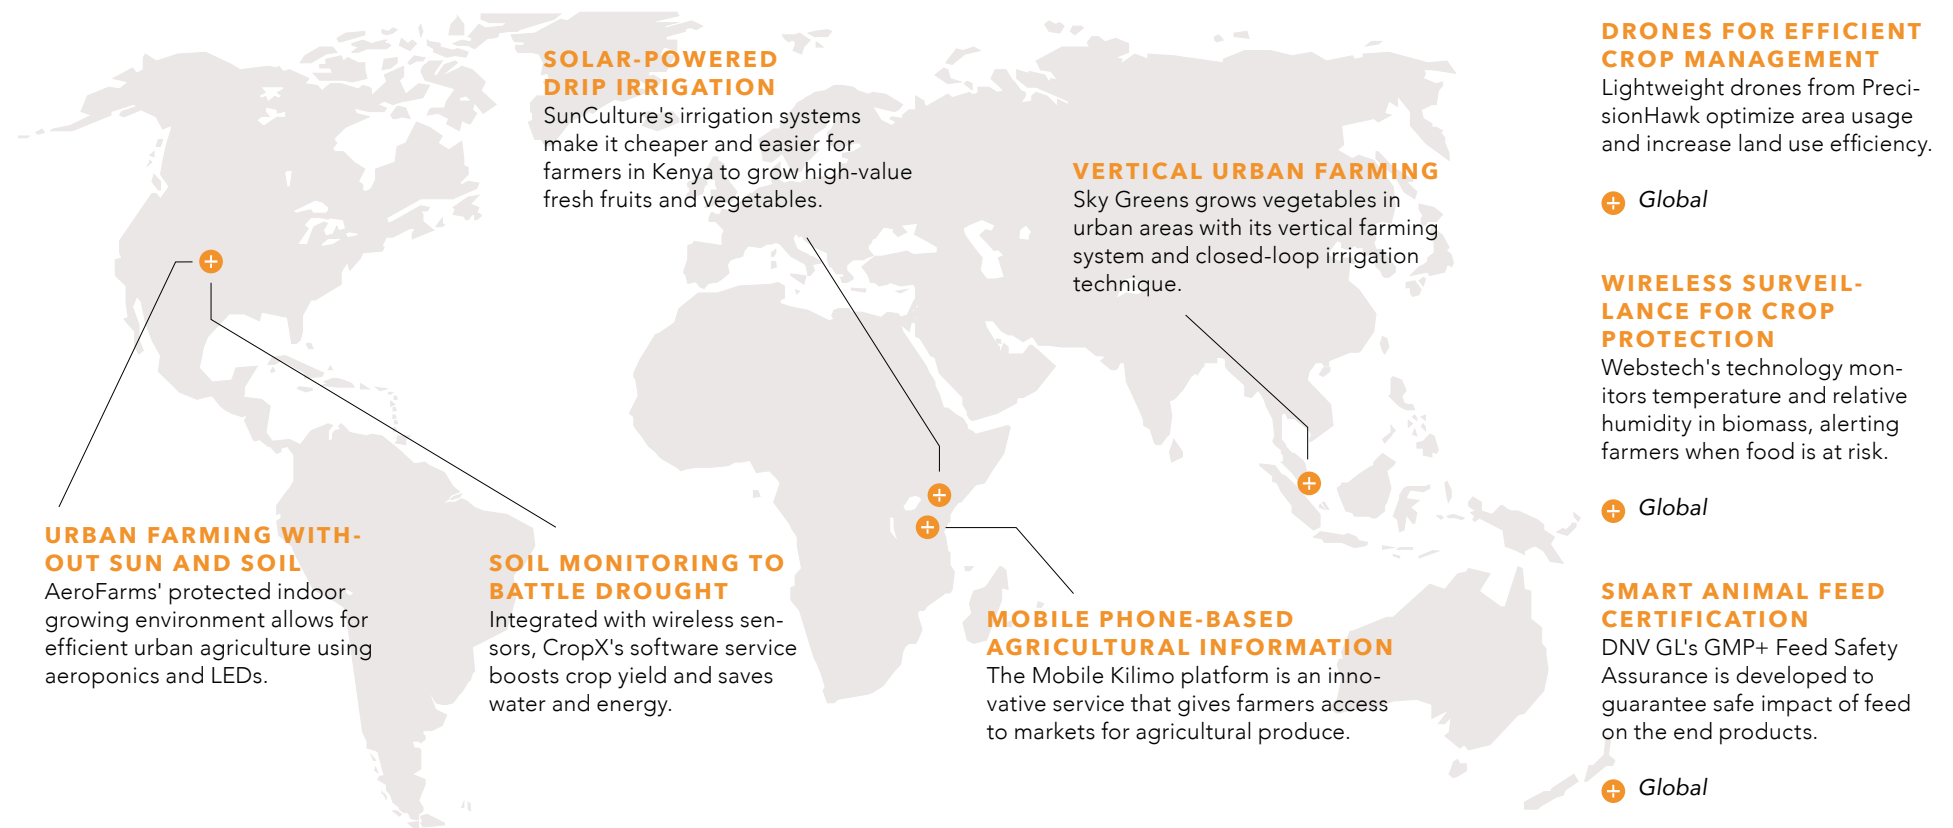 SOLAR-POWERED
DRIP IRRIGATION
SunCulture's irrigation systems
make it cheaper and easier for
farmers in Kenya to grow high-value
fresh fruits and vegetables.
VERTICAL URBAN FARMING
Sky Greens grows vegetables in
urban areas with its vertical farming
system and closed-loop irrigation
technique.
URBAN FARMING WITH-
OUT SUN AND SOIL
AeroFarms' protected indoor
growing environment allows for
efficient urban agriculture using
aeroponics and LEDs.
SOIL MONITORING TO
BATTLE DROUGHT
Integrated with wireless sen-
sors, CropX's software service
boosts crop yield and saves
water and energy.
MOBILE PHONE-BASED
AGRICULTURAL INFORMATION
The Mobile Kilimo platform is an inno-
vative service that gives farmers access
to markets for agricultural produce.
DRONES FOR EFFICIENT
CROP MANAGEMENT
Lightweight drones from Preci-
sionHawk optimize area usage
and increase land use efficiency.
Global
WIRELESS SURVEIL-
LANCE FOR CROP
PROTECTION
Webstech's technology mon-
itors temperature and relative
humidity in biomass, alerting
farmers when food is at risk.
Global
SMART ANIMAL FEED
CERTIFICATION
DNV GL's GMP+ Feed Safety
Assurance is developed to
guarantee safe impact of feed
on the end products.
Global